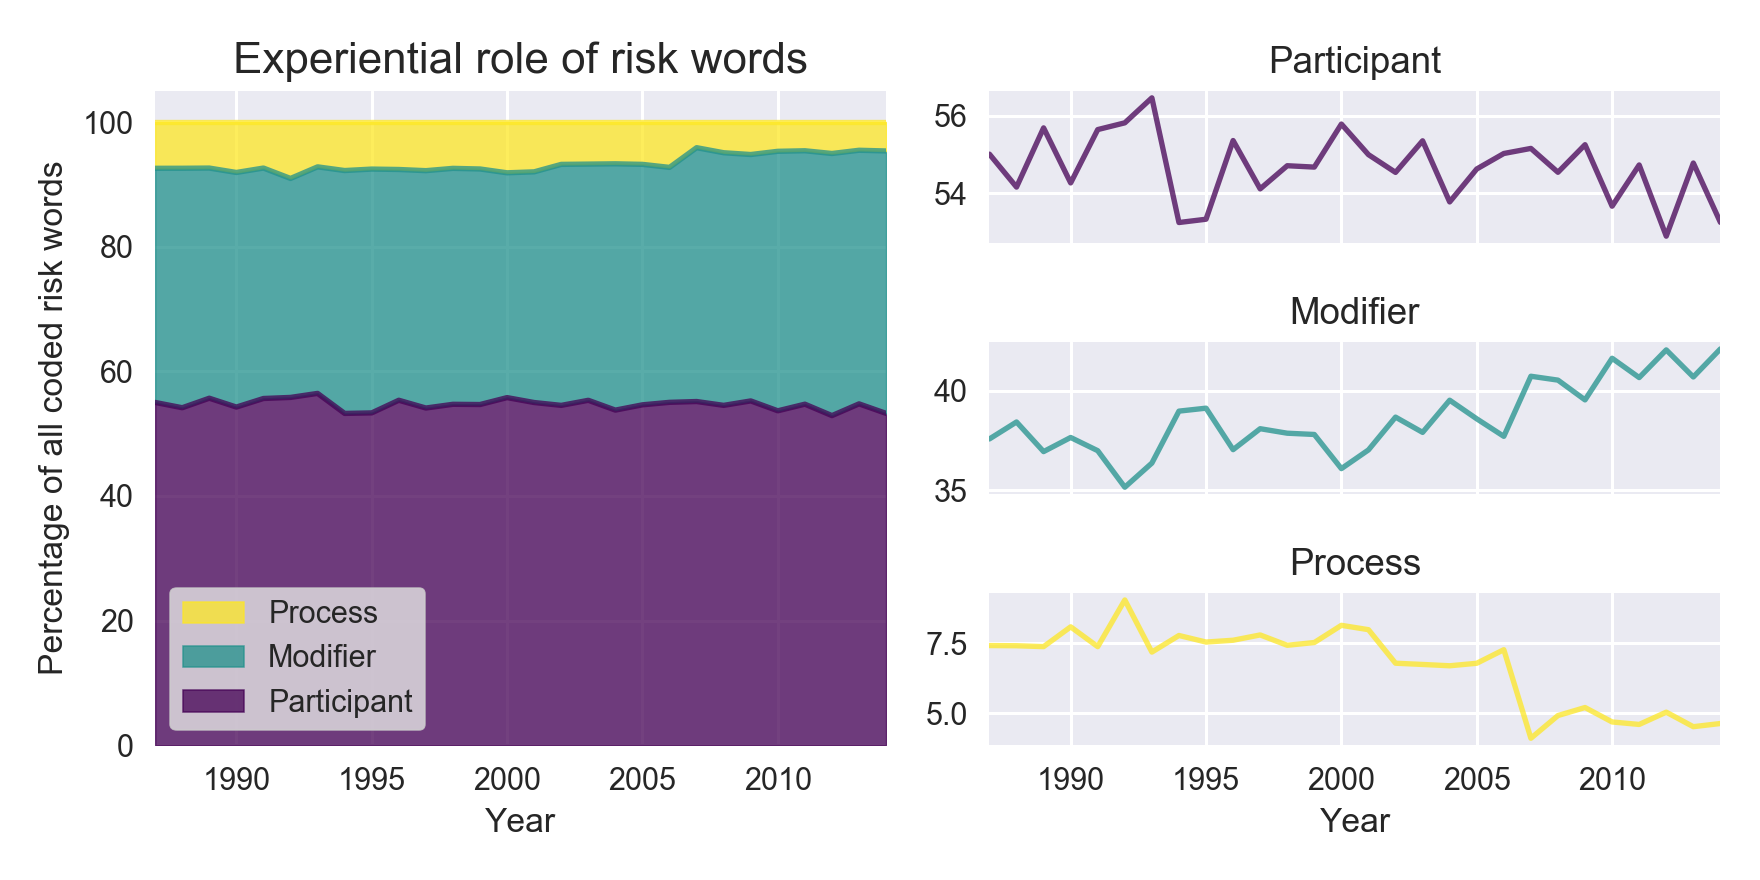 Experiential role of risk words
Percentage of all coded risk words
100
80
60
40
20
0
Process
Modifier
Participant
1990 1995 2000 2005 2010
Year
Participant
56
54
Modifier
40
35
Process
7.5
5.0
1990 1995 2000 2005 2010
Year